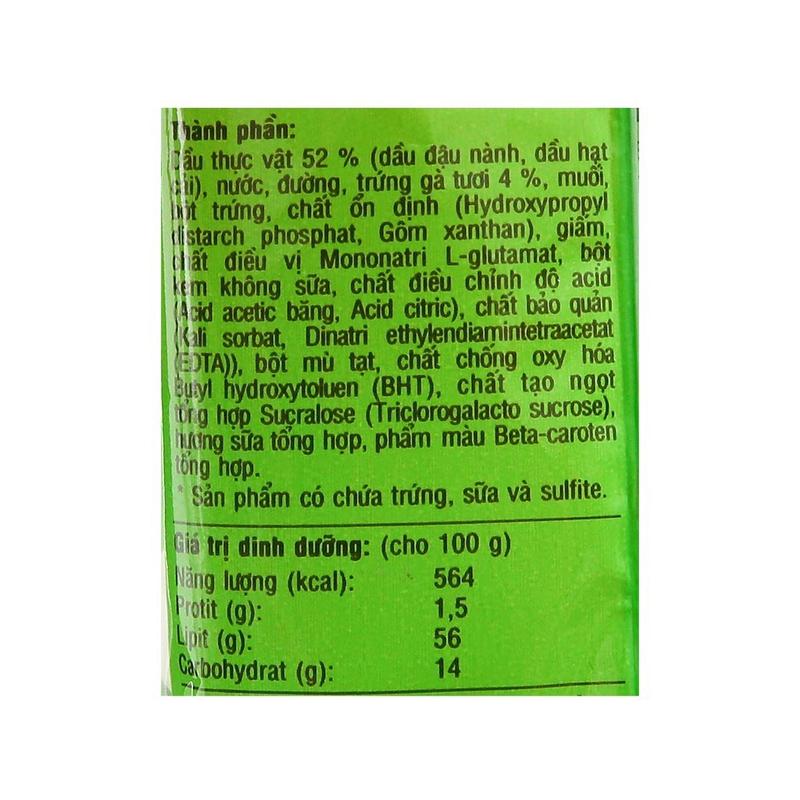 Thành phần:
Dầu thực vật 52 % (dầu đậu nành, dầu hạt
cải), nước, đường, trứng gà tươi 4 %, muối,
bột trứng, chất ổn định (Hydroxypropyl
distarch phosphat, Gôm xanthan), giấm,
chất điều vị Mononatri L-glutamat, bột
kem không sữa, chất điều chỉnh độ acid
(Acid acetic băng, Acid citric), chất bảo quản
(Kali sorbat, Dinatri ethylendiamintetraacetat
(EDTA)), bột mù tạt, chất chống oxy hóa
Butyl hydroxytoluen (BHT), chất tạo ngọt
tổng hợp Sucralose (Triclorogalacto sucrose),
hương sữa tổng hợp, phẩm màu Beta-caroten
tổng hợp.
* Sản phẩm có chứa trứng, sữa và sulfite.
Giá trị dinh dưỡng: (cho 100 g)
Năng lượng (kcal): 564
Protit (g): 1,5
Lipit (g): 56
Carbohydrat (g): 14